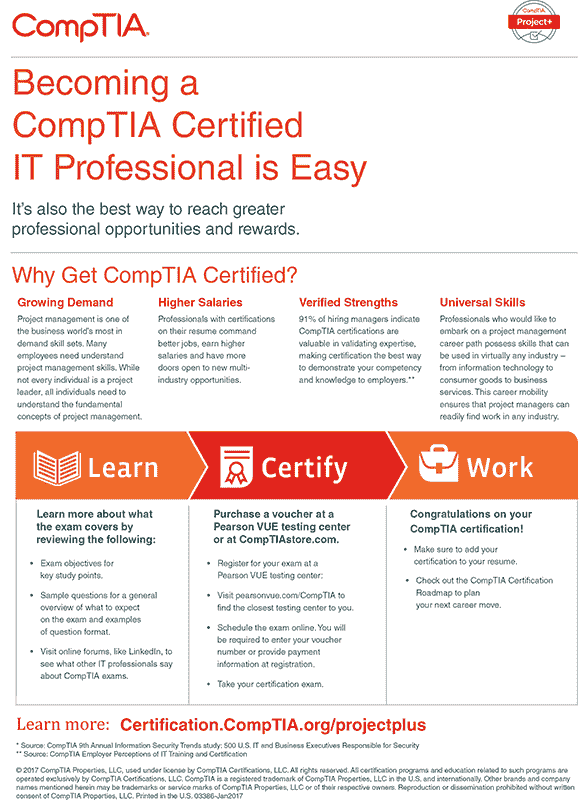 CompTIA.
CompTIA
Project+
Becoming a
CompTIA Certified
IT Professional is Easy
It's also the best way to reach greater
professional opportunities and rewards.
Why Get CompTIA Certified?
Growing Demand
Project management is one of
the business world's most in
demand skill sets. Many
employees need understand
project management skills. While
not every individual is a project
leader, all individuals need to
understand the fundamental
concepts of project management.
Higher Salaries
Professionals with certifications
on their resume command
better jobs, earn higher
salaries and have more
doors open to new multi-
industry opportunities.
Verified Strengths
91% of hiring managers indicate
CompTIA certifications are
valuable in validating expertise,
making certification the best way
to demonstrate your competency
and knowledge to employers.**
Universal Skills
Professionals who would like to
embark on a project management
career path possess skills that can
be used in virtually any industry –
from information technology to
consumer goods to business
services. This career mobility
ensures that project managers can
readily find work in any industry.
Learn
Certify
Work
Learn more about what
the exam covers by
reviewing the following:
• Exam objectives for
key study points.
• Sample questions for a general
overview of what to expect
on the exam and examples
of question format.
• Visit online forums, like LinkedIn, to
see what other IT professionals say
about CompTIA exams.
Purchase a voucher at a
Pearson VUE testing center
or at CompTIAstore.com.
• Register for your exam at a
Pearson VUE testing center:
• Visit pearsonvue.com/CompTIA to
find the closest testing center to you.
• Schedule the exam online. You will
be required to enter your voucher
number or provide payment
information at registration.
• Take your certification exam.
Congratulations on your
CompTIA certification!
• Make sure to add your
certification to your resume.
• Check out the CompTIA Certification
Roadmap to plan
your next career move.
Learn more: Certification.CompTIA.org/projectplus
* Source: CompTIA 9th Annual Information Security Trends study: 500 U.S. IT and Business Executives Responsible for Security
** Source: CompTIA Employer Perceptions of IT Training and Certification
© 2017 CompTIA Properties, LLC, used under license by CompTIA Certifications, LLC. All rights reserved. All certification programs and education related to such programs are
operated exclusively by CompTIA Certifications, LLC. CompTIA is a registered trademark of CompTIA Properties, LLC in the U.S. and internationally. Other brands and company
names mentioned herein may be trademarks or service marks of CompTIA Properties, LLC or of their respective owners. Reproduction or dissemination prohibited without written
consent of CompTIA Properties, LLC. Printed in the U.S. 03386-Jan2017